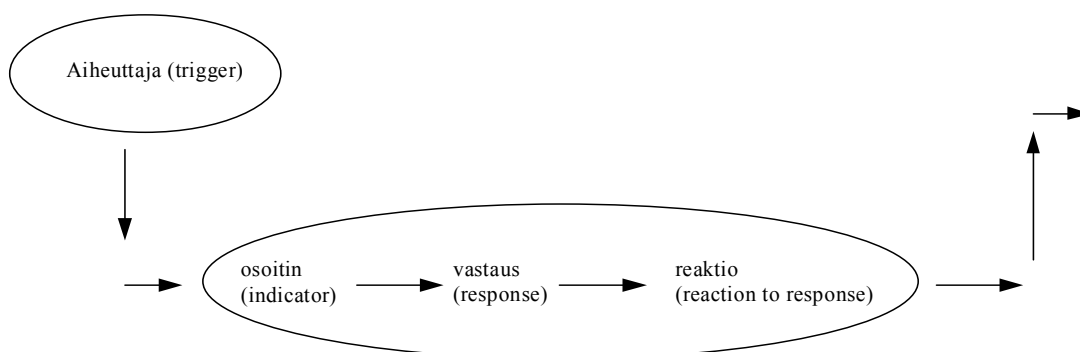 Aiheuttaja (trigger)
osoitin
(indicator)
vastaus
(response)
reaktio
(reaction to response)